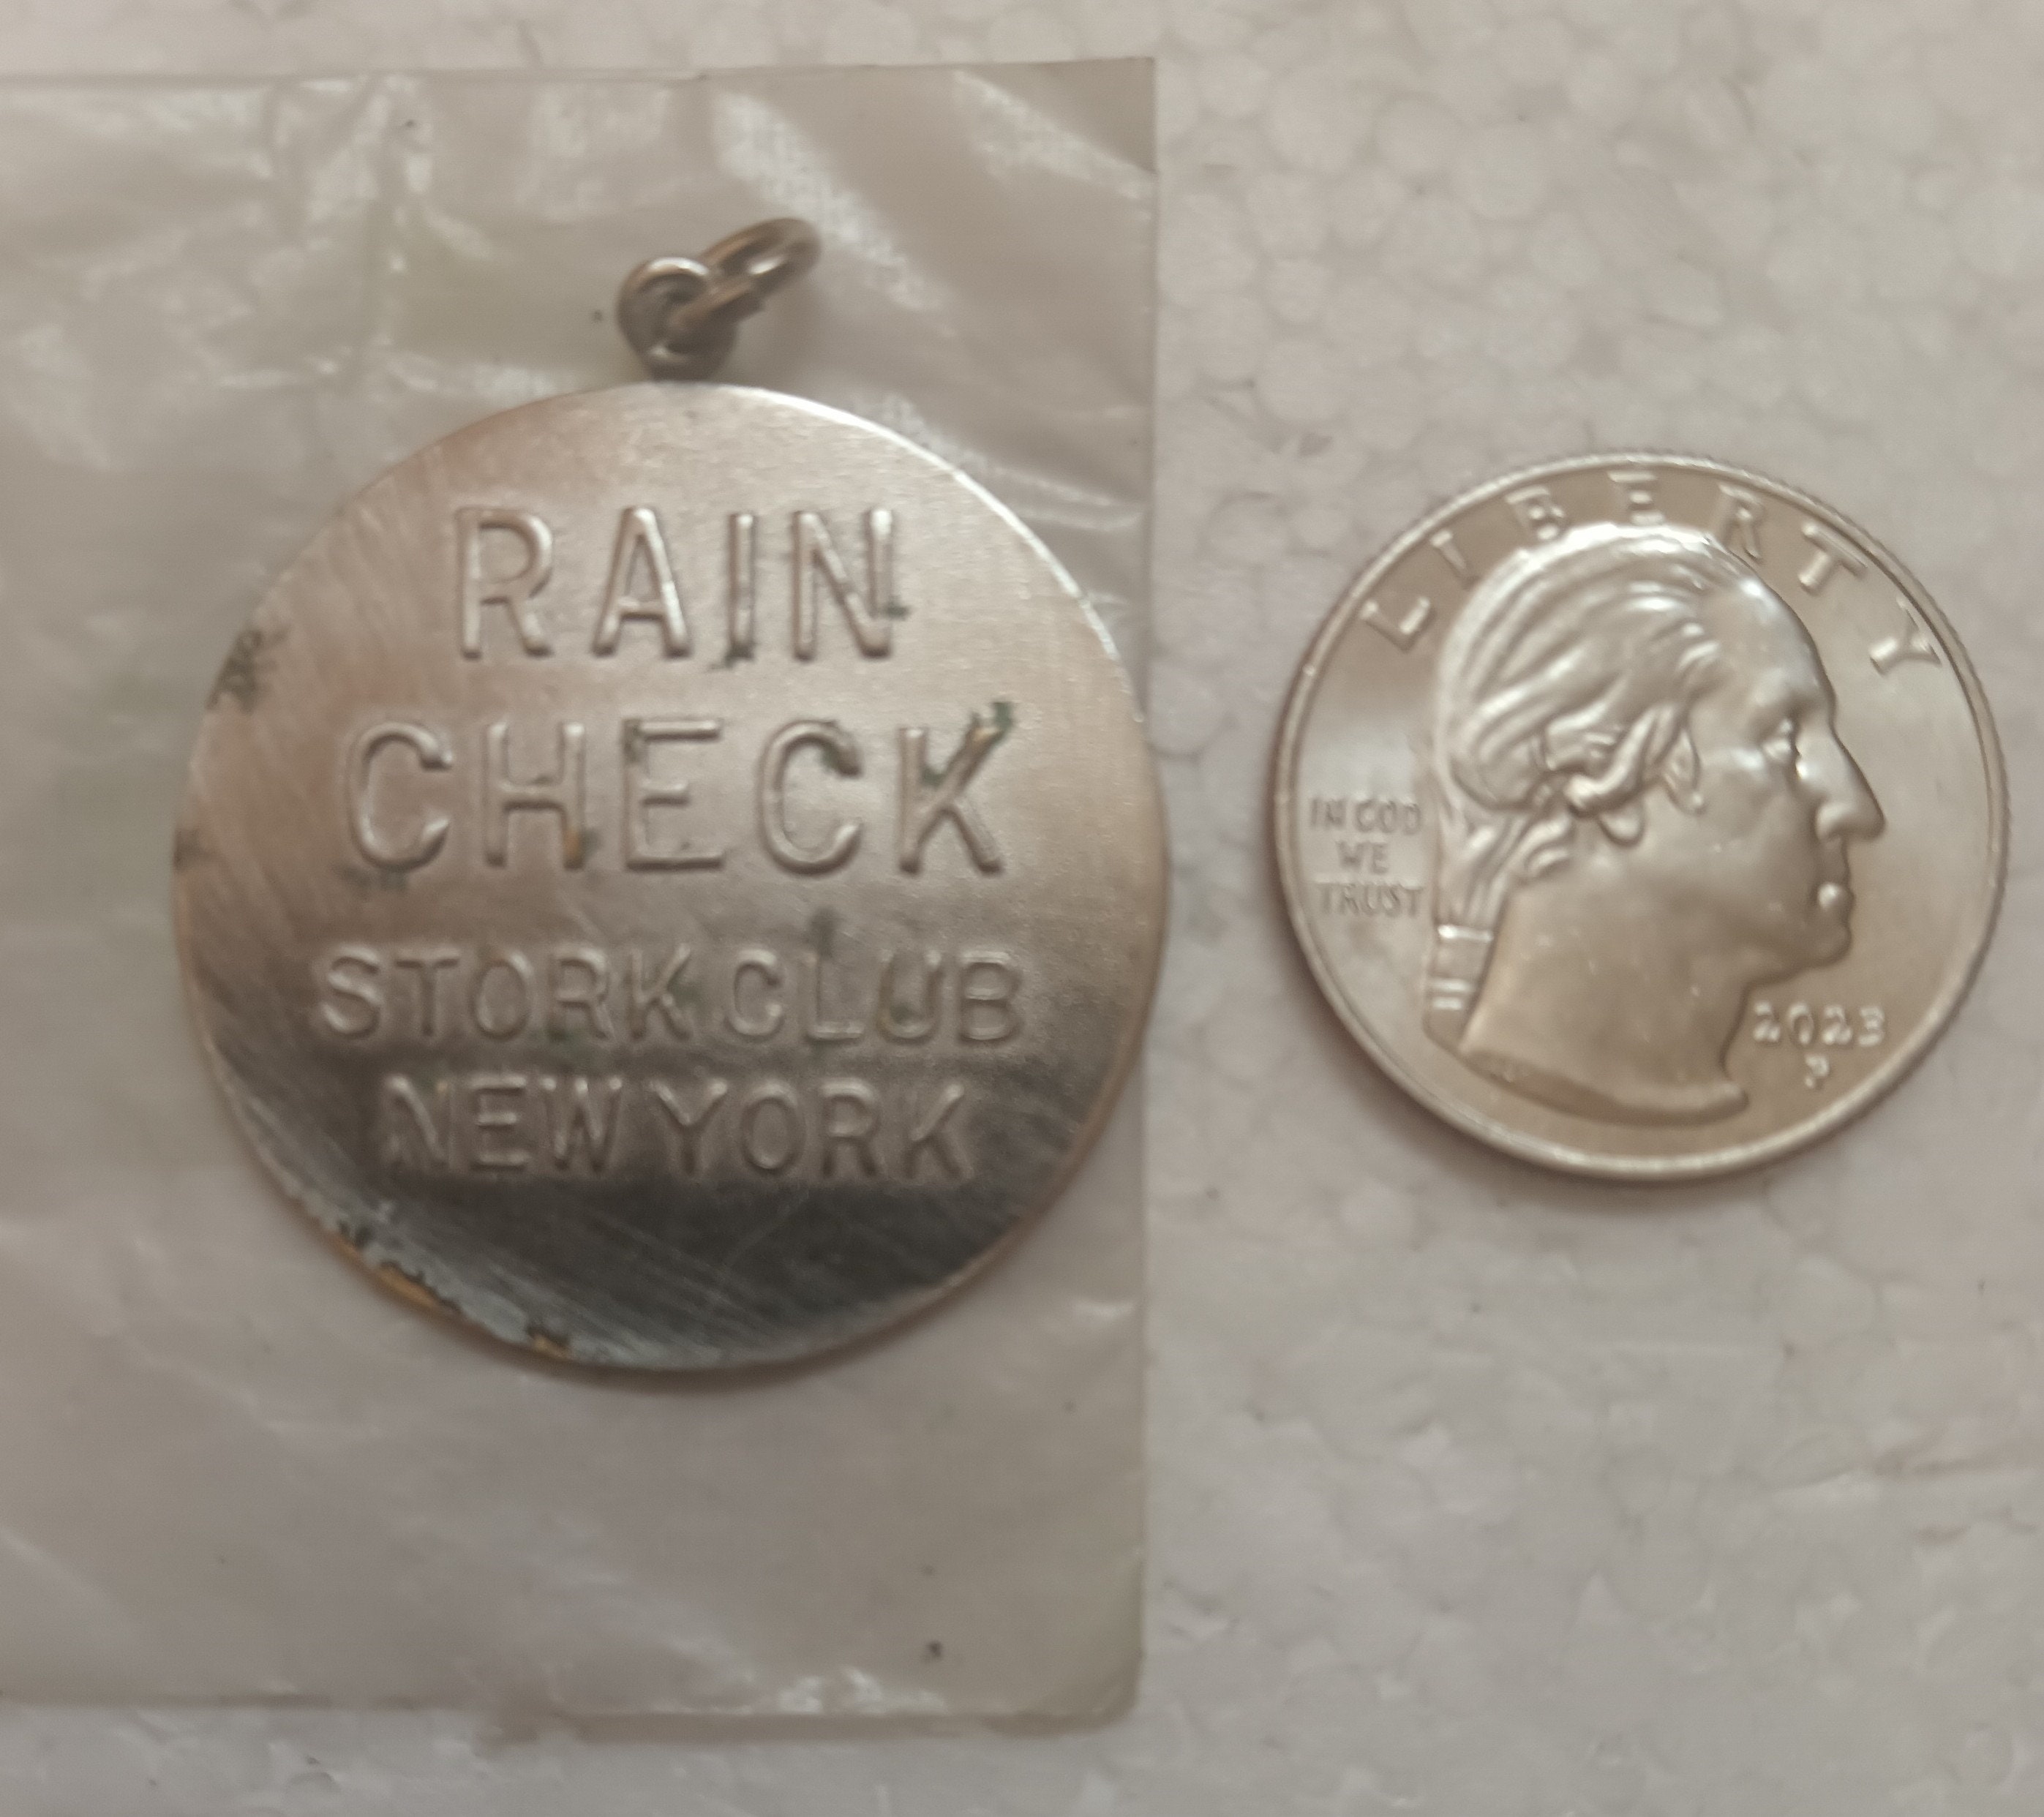 RAIN
CHECK
STORK CLUB
NEW YORK
LIBERTY
IN GOD
WE
TRUST
2023
P